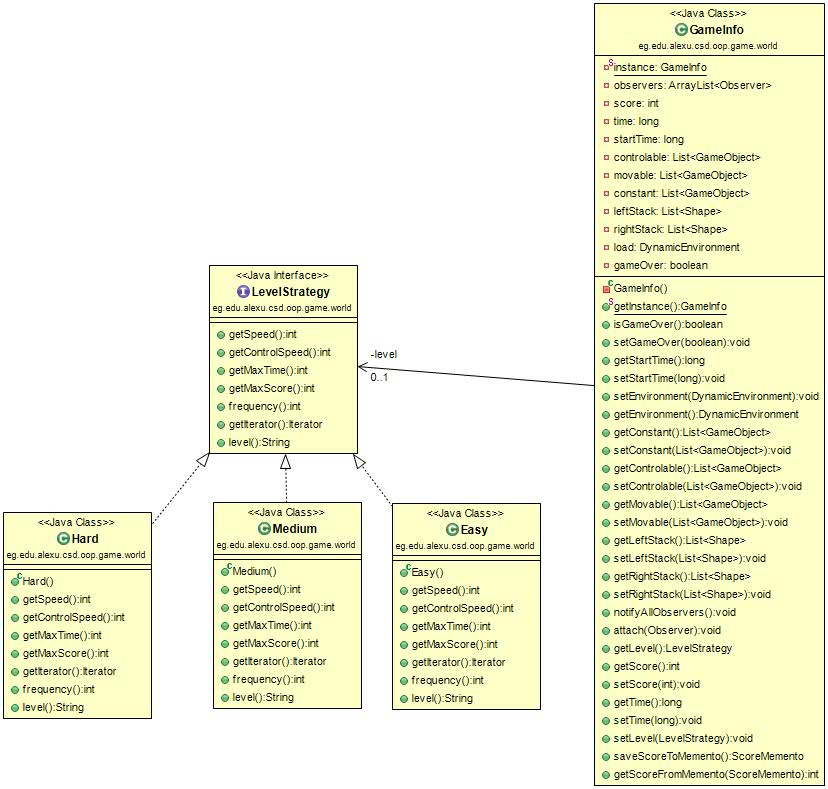 <<Java Class>>
GameInfo
eg.edu.alexu.csd.oop.game.world
instance: GameInfo
observers: ArrayList<Observer>
score: int
time: long
startTime: long
controlable: List<GameObject>
movable: List<GameObject>
constant: List<GameObject>
leftStack: List<Shape>
rightStack: List<Shape>
load: DynamicEnvironment
gameOver: boolean
GameInfo()
getInstance():GameInfo
isGameOver():boolean
setGameOver(boolean):void
getStartTime():long
setStartTime(long):void
setEnvironment(DynamicEnvironment):void
getEnvironment():DynamicEnvironment
getConstant():List<GameObject>
setConstant(List<GameObject>):void
getControlable():List<GameObject>
setControlable(List<GameObject>):void
getMovable():List<GameObject>
setMovable(List<GameObject>):void
getLeftStack():List<Shape>
setLeftStack(List<Shape>):void
getRightStack():List<Shape>
setRightStack(List<Shape>):void
notifyAllObservers():void
attach(Observer):void
getLevel():LevelStrategy
getScore():int
setScore(int):void
getTime():long
setTime(long):void
setLevel(LevelStrategy):void
saveScoreToMemento():ScoreMemento
getScoreFromMemento(ScoreMemento):int
<<Java Interface>>
LevelStrategy
eg.edu.alexu.csd.oop.game.world
getSpeed():int
getControlSpeed():int
getMaxTime():int
getMaxScore():int
frequency():int
getIterator():Iterator
level():String
-level
0..1
<<Java Class>>
Hard
eg.edu.alexu.csd.oop.game.world
Hard()
getSpeed():int
getControlSpeed():int
getMaxTime():int
getMaxScore():int
getIterator():Iterator
frequency():int
level():String
<<Java Class>>
Medium
eg.edu.alexu.csd.oop.game.world
Medium()
getSpeed():int
getControlSpeed():int
getMaxTime():int
getMaxScore():int
getIterator():Iterator
frequency():int
level():String
<<Java Class>>
Easy
eg.edu.alexu.csd.oop.game.world
Easy()
getSpeed():int
getControlSpeed():int
getMaxTime():int
getMaxScore():int
getIterator():Iterator
frequency():int
level():String